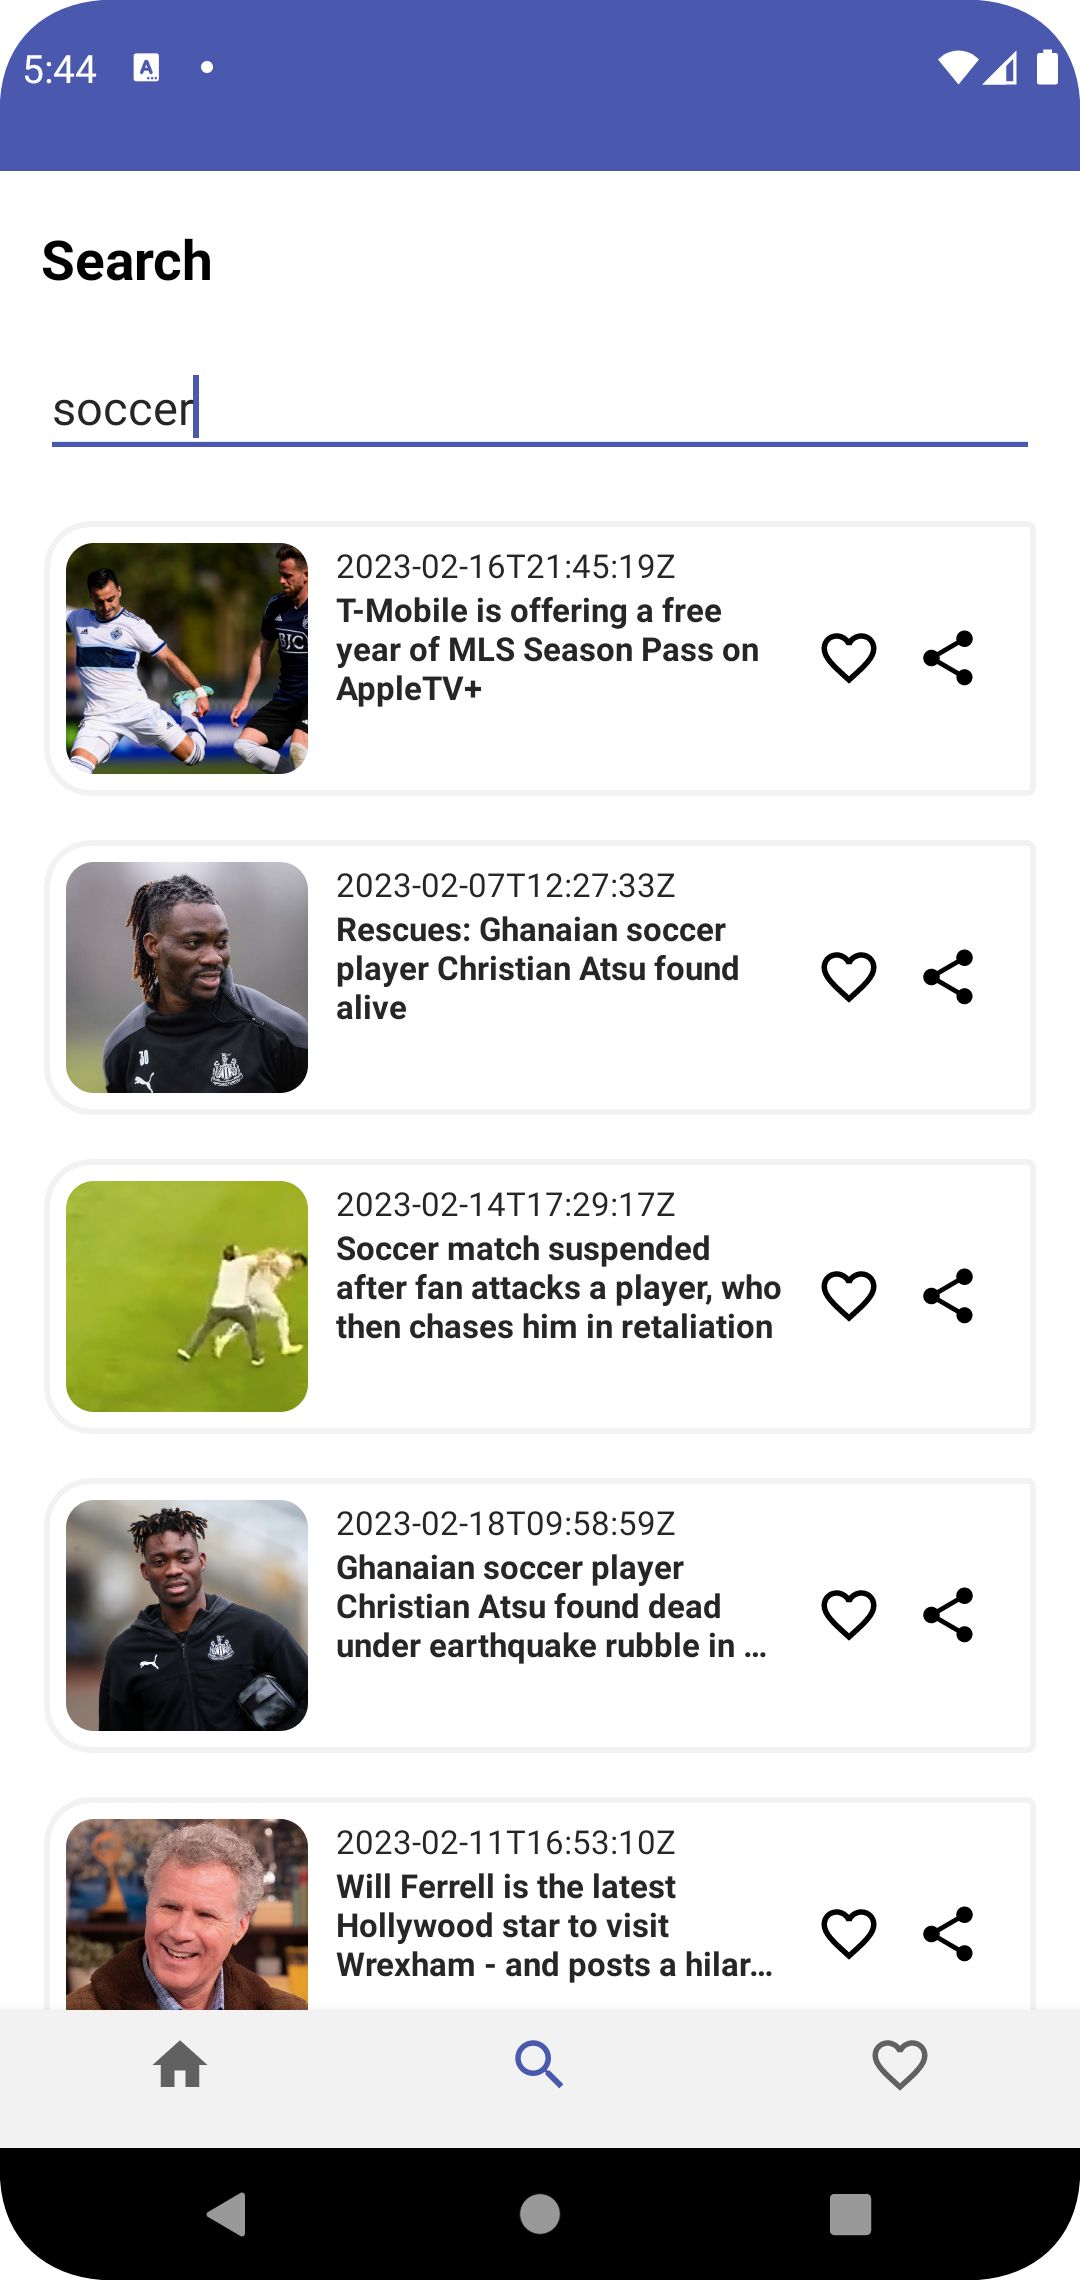 5:44
Search
soccer
2023-02-16T21:45:19Z
T-Mobile is offering a free
year of MLS Season Pass on
AppleTV+
BJC
2023-02-07T12:27:33Z
Rescues: Ghanaian soccer
player Christian Atsu found
alive
30
2023-02-14T17:29:17Z
Soccer match suspended
after fan attacks a player, who
then chases him in retaliation
2023-02-18T09:58:59Z
Ghanaian soccer player
Christian Atsu found dead
under earthquake rubble in ...
2023-02-11T16:53:10Z
Will Ferrell is the latest
Hollywood star to visit
Wrexham - and posts a hilar...